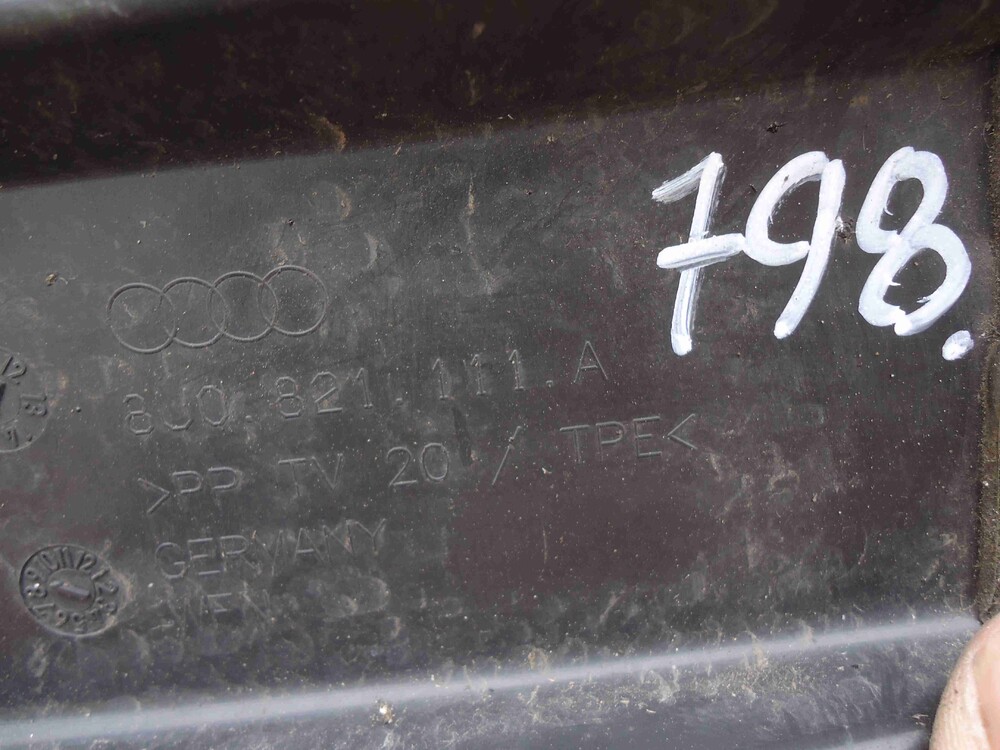 798.
8J0.821.111.A
>PP TV 20 / TPE<
GERMANY